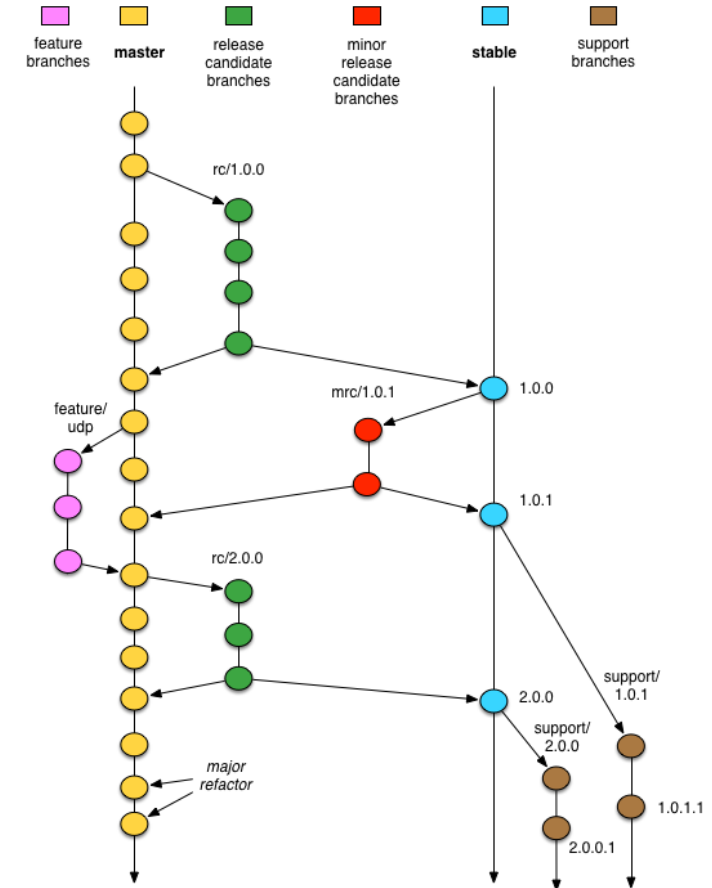 feature
branches
master
release
candidate
branches
minor
release
candidate
branches
stable
support
branches
rc/1.0.0
mrc/1.0.1
1.0.0
feature/
udp
1.0.1
rc/2.0.0
support/
1.0.1
2.0.0
support/
2.0.0
major
refactor
1.0.1.1
2.0.0.1